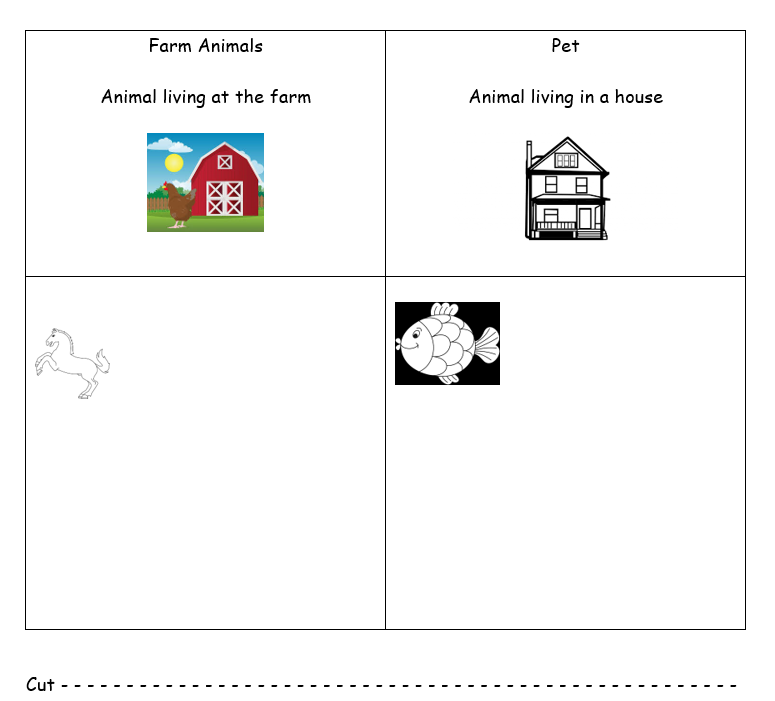 Farm Animals
Animal living at the farm
Pet
Animal living in a house
Cut - - - - - - - - - - - - - - - - - - - - - - - - - - - - - - - - - - - - - - - - - - - - - - - - - - - -